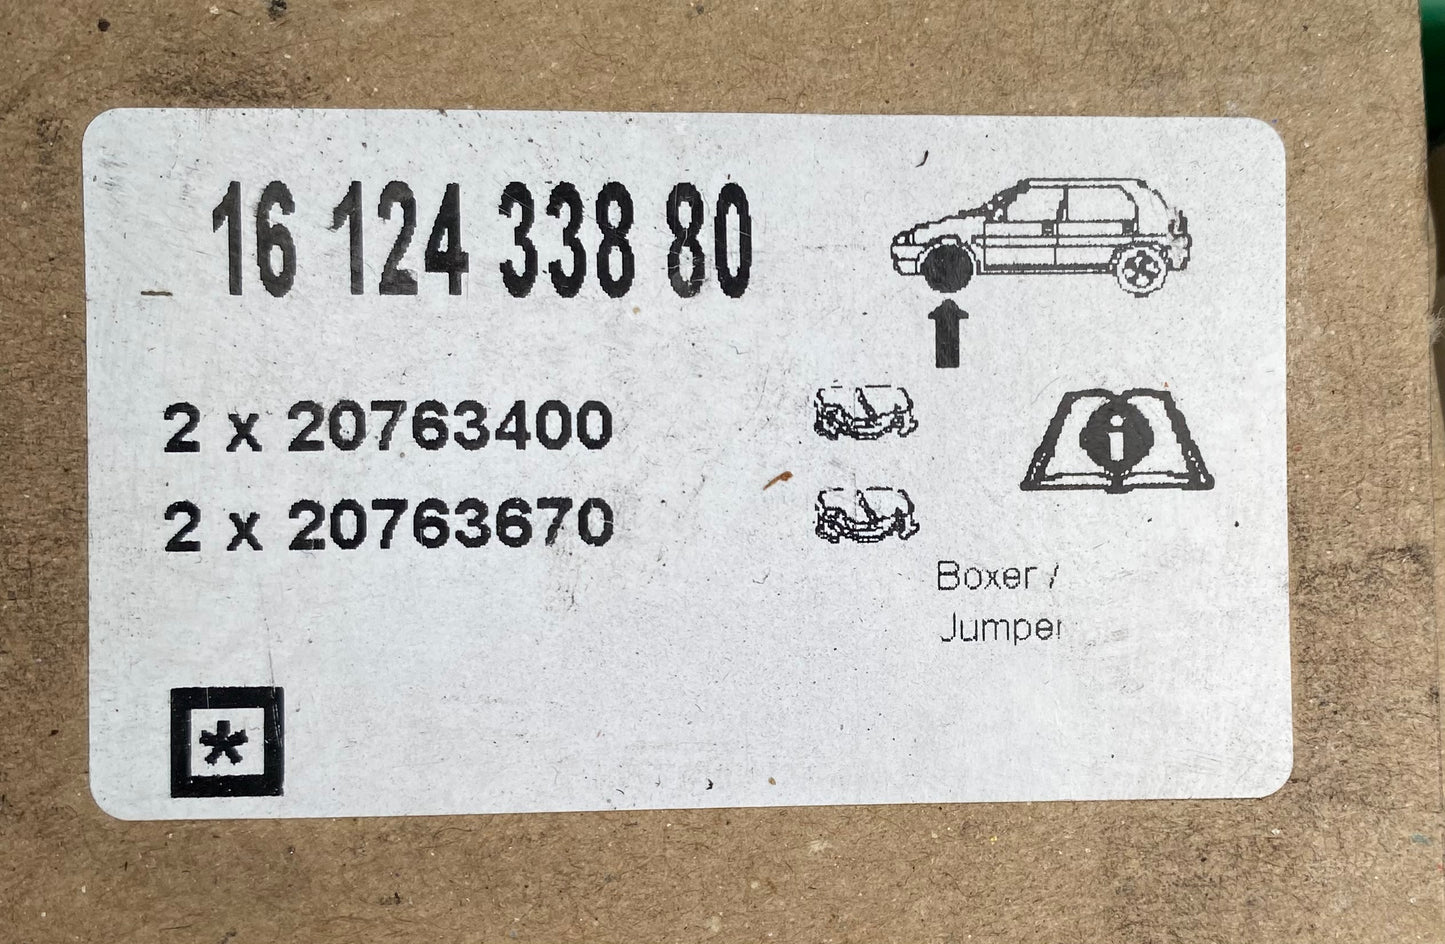 16 124 338 80
2 x 20763400
2 x 20763670
i
Boxer /
Jumper
*